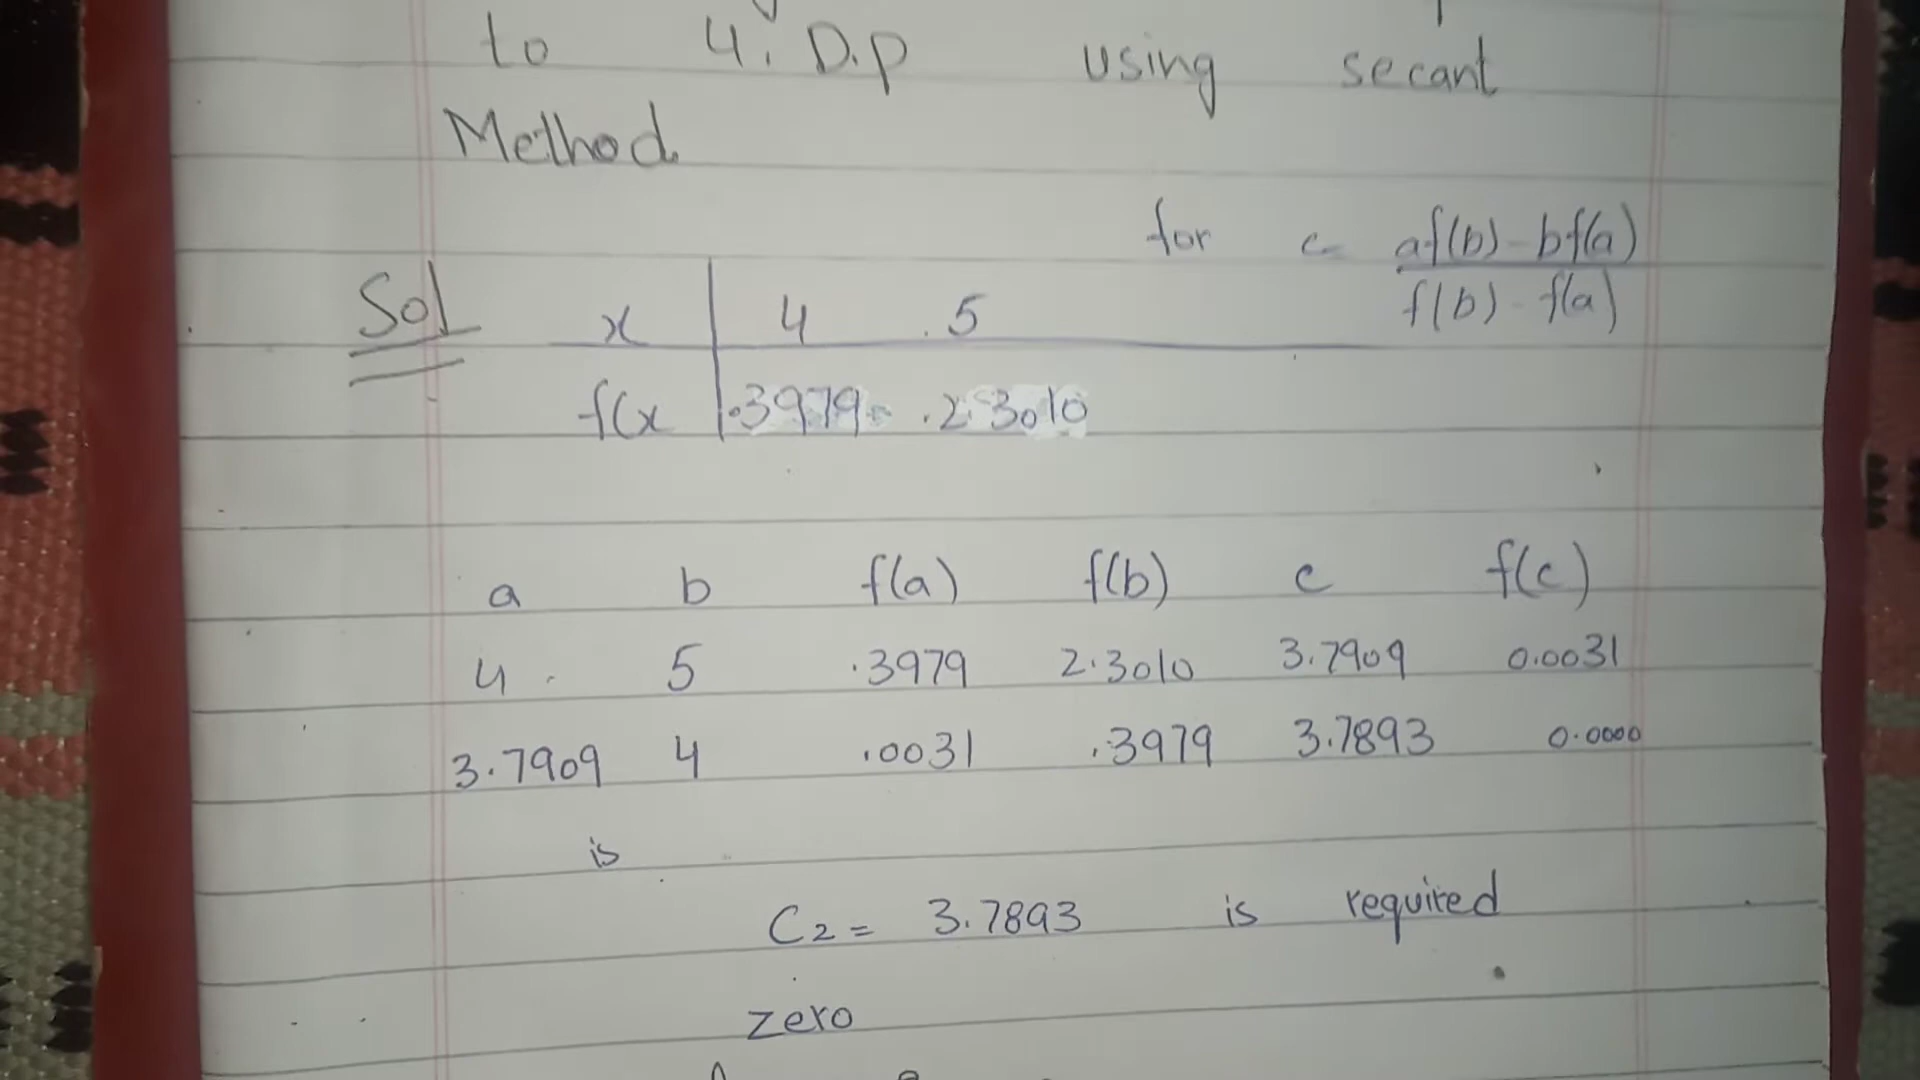 to 4. D.p using secant
Method
for c = af(b) - bf(a)
f(b) - f(a)
Sol
x 4 .5
f(x .3979 .2.3010
a b f(a) f(b) c f(c)
4. 5 .3979 2.3010 3.7909 0.0031
3.7909 4 .0031 .3979 3.7893 0.0000
is
C2 = 3.7893 is required
zero